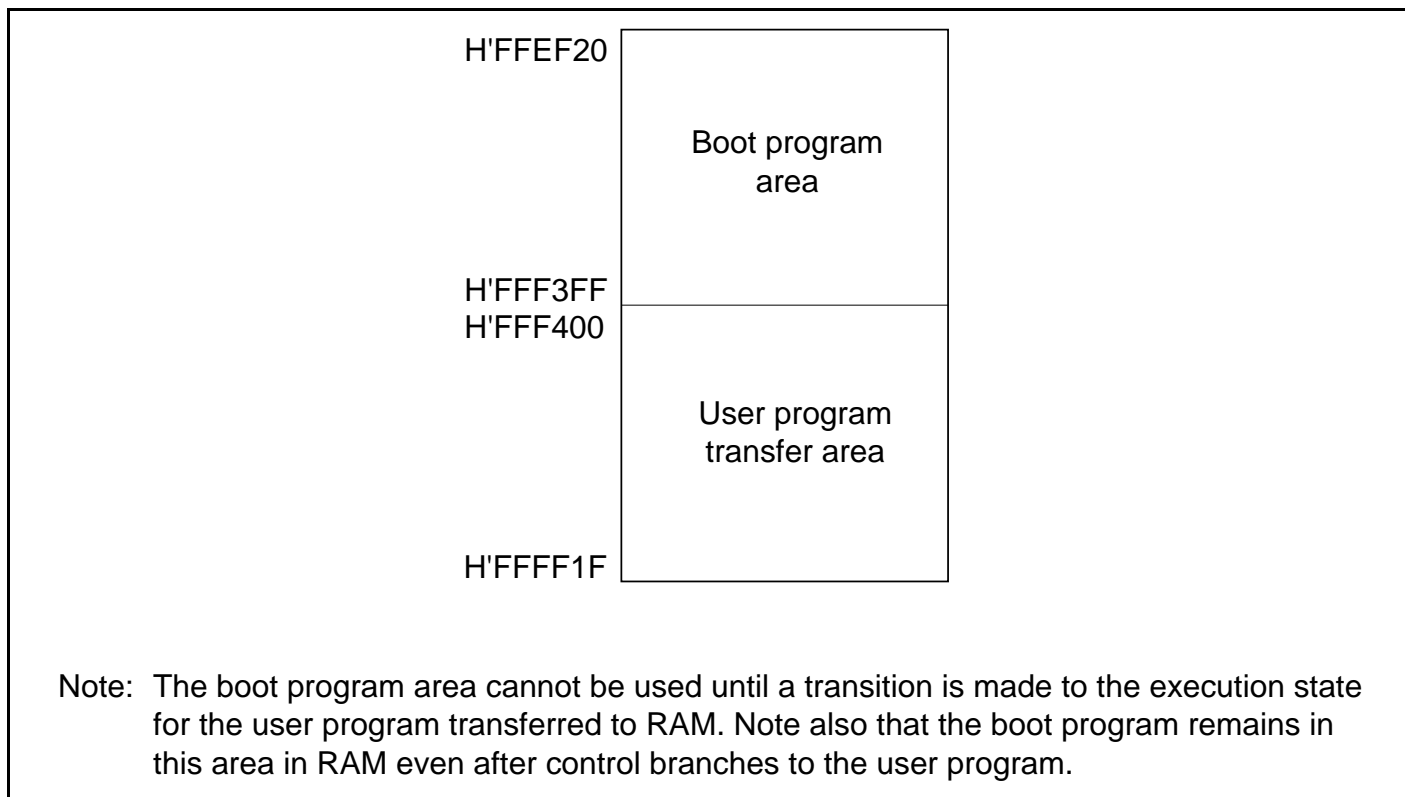 H'FFEF20
Boot program
area
H'FFF3FF
H'FFF400
User program
transfer area
H'FFFF1F
Note: The boot program area cannot be used until a transition is made to the execution state
for the user program transferred to RAM. Note also that the boot program remains in
this area in RAM even after control branches to the user program.